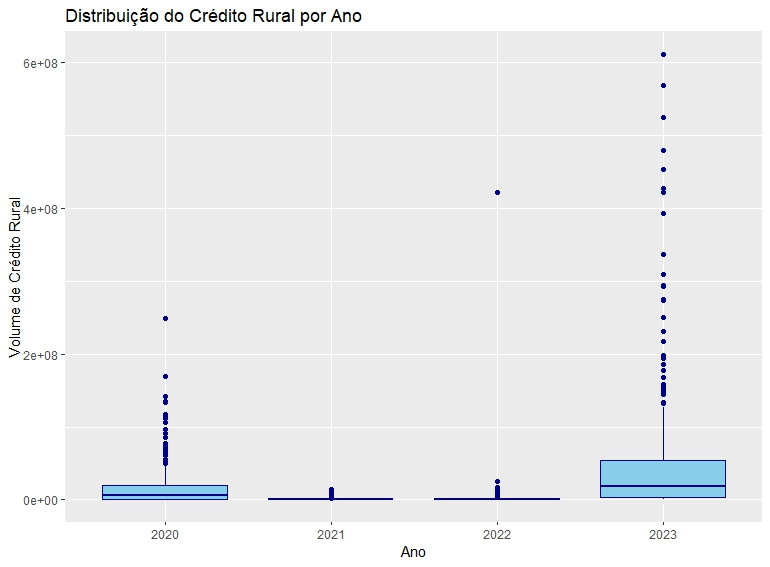 Distribuição do Crédito Rural por Ano
Volume de Crédito Rural
6e+08
4e+08
2e+08
0e+00
2020 2021 2022 2023
Ano